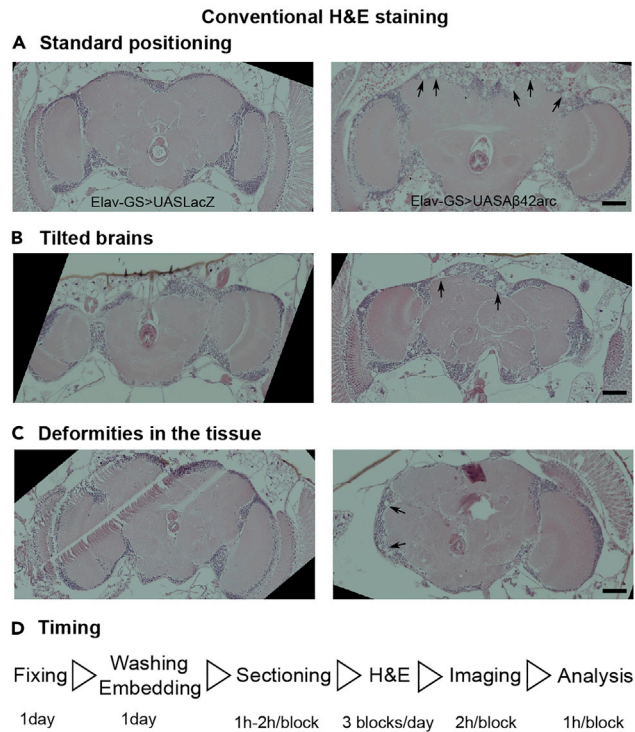 Conventional H&E staining
A Standard positioning
Elav-GS>UASLacZ
Elav-GS>UASAβ42arc
B Tilted brains
C Deformities in the tissue
D Timing
Fixing Washing Embedding Sectioning H&E Imaging Analysis
1day 1day 1h-2h/block 3 blocks/day 2h/block 1h/block